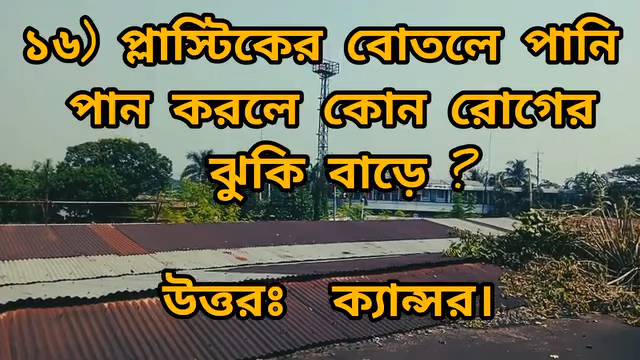 ১৬) প্লাস্টিকের বোতলে পানি
পান করলে কোন রোগের
ঝুকি বাড়ে ?
উত্তরঃ ক্যান্সর।